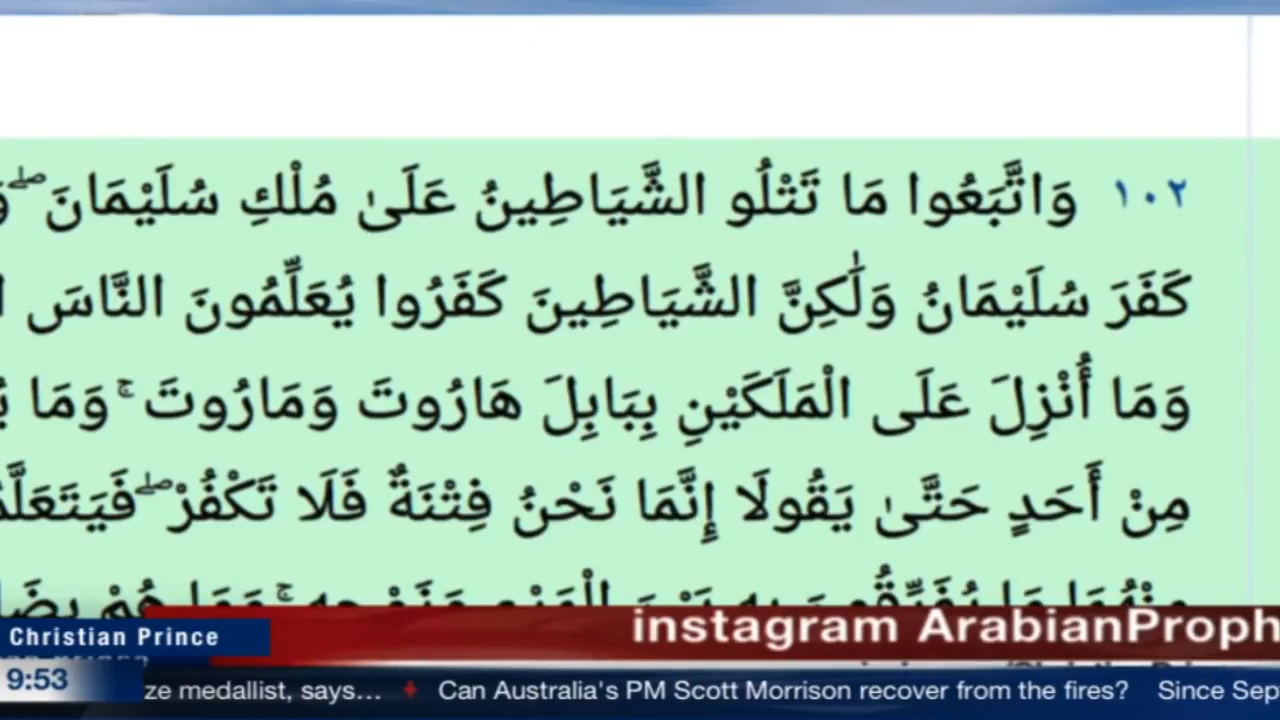 ١٠٢ وَاتَّبَعُوا مَا تَتْلُو الشَّيَاطِينُ عَلَىٰ مُلْكِ سُلَيْمَانَ ۖ
كَفَرَ سُلَيْمَانُ وَلَٰكِنَّ الشَّيَاطِينَ كَفَرُوا يُعَلِّمُونَ النَّاسَ
وَمَا أُنْزِلَ عَلَى الْمَلَكَيْنِ بِبَابِلَ هَارُوتَ وَمَارُوتَ ۚ وَمَا
مِنْ أَحَدٍ حَتَّىٰ يَقُولَا إِنَّمَا نَحْنُ فِتْنَةٌ فَلَا تَكْفُرْ ۖ
instagram ArabianProph
Christian Prince
9:53
ze medallist, says... Can Australia's PM Scott Morrison recover from the fires? Since Sep